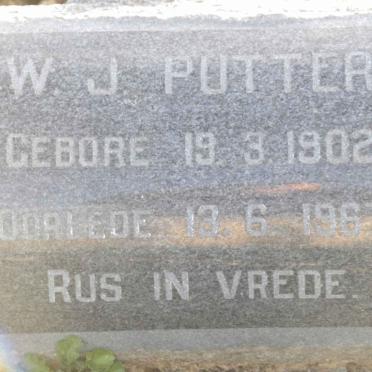 W. J. PUTTER
GEBORE 19. 3. 1902
OORLEDE 13. 6. 196
RUS IN VREDE.